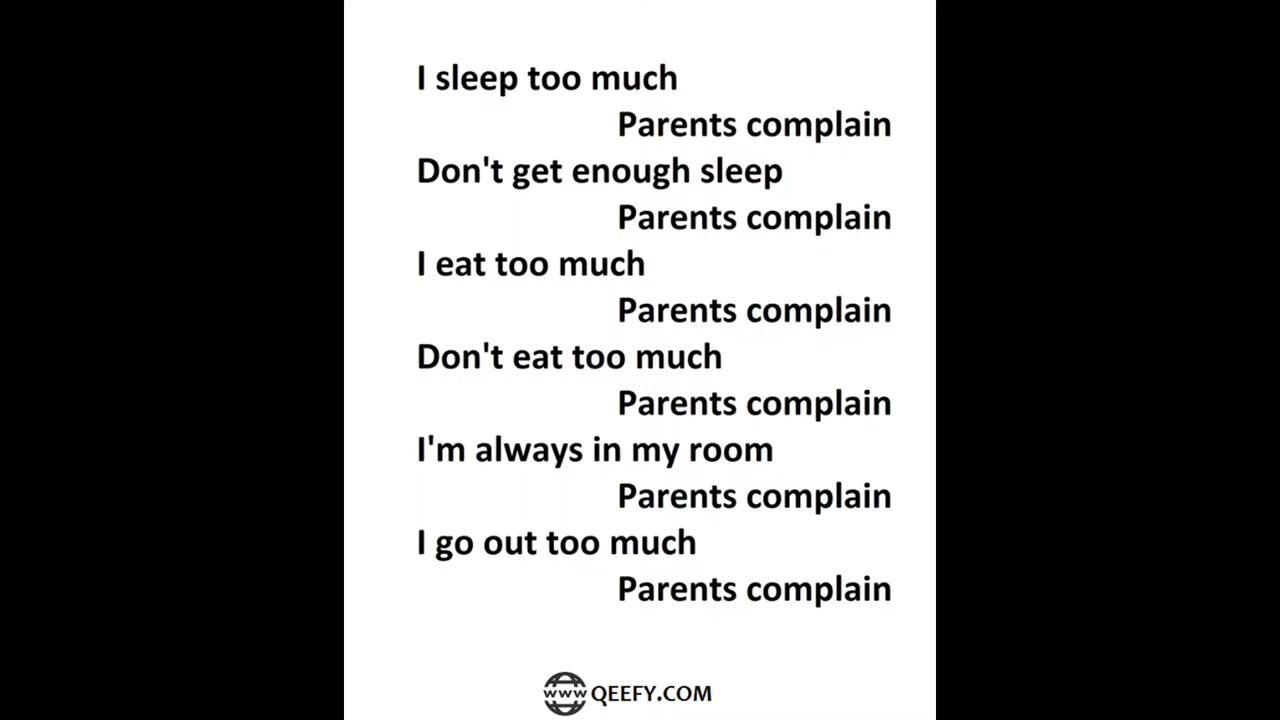 I sleep too much
Parents complain
Don't get enough sleep
Parents complain
I eat too much
Parents complain
Don't eat too much
Parents complain
I'm always in my room
Parents complain
I go out too much
Parents complain
www QEEFY.COM